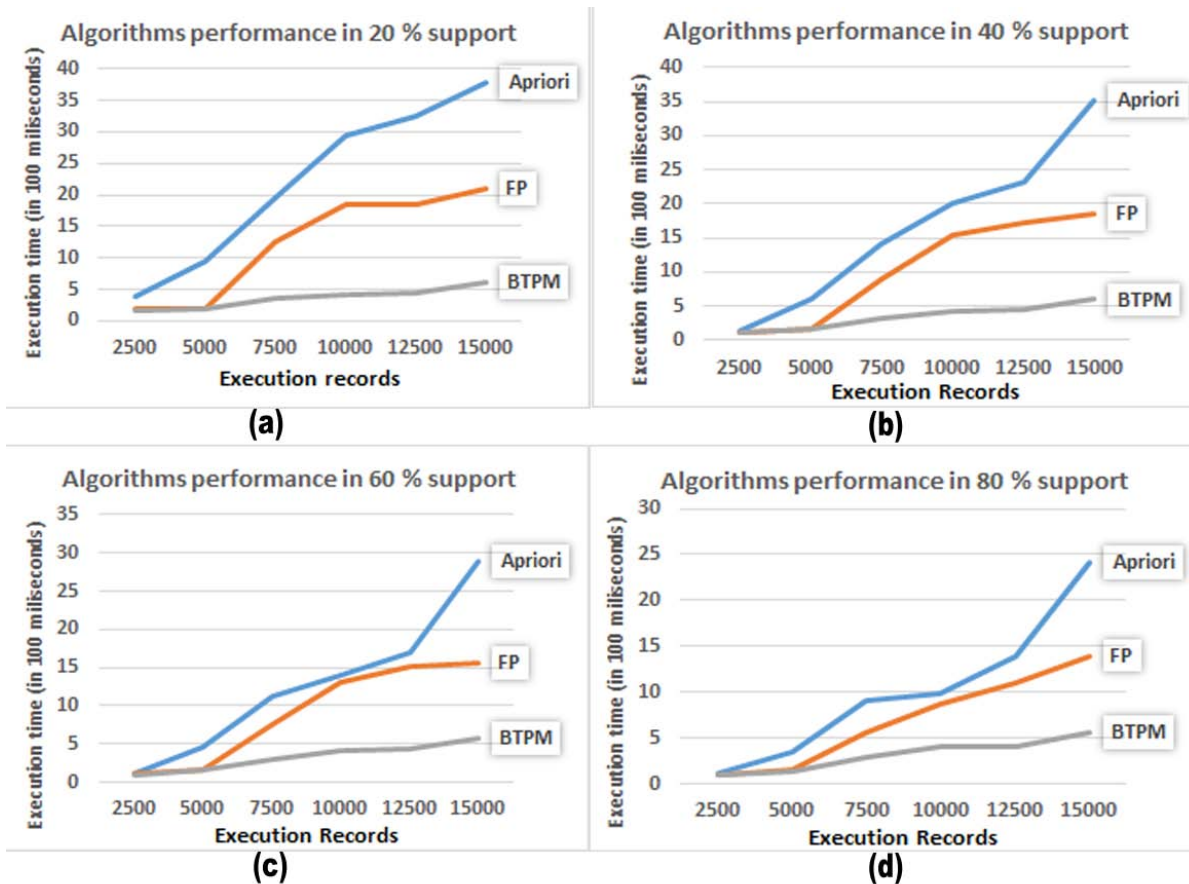 Algorithms performance in 20 % support
Execution time (in 100 miliseconds)
40
35
30
25
20
15
10
5
0
Apriori
FP
BTPM
2500 5000 7500 10000 12500 15000
Execution records
(a)
Algorithms performance in 40 % support
Execution time (in 100 miliseconds)
40
35
30
25
20
15
10
5
0
Apriori
FP
BTPM
2500 5000 7500 10000 12500 15000
Execution Records
(b)
Algorithms performance in 60 % support
Execution time (in 100 miliseconds)
35
30
25
20
15
10
5
0
Apriori
FP
BTPM
2500 5000 7500 10000 12500 15000
Execution Records
(c)
Algorithms performance in 80 % support
Execution time (in 100 miliseconds)
30
25
20
15
10
5
0
Apriori
FP
BTPM
2500 5000 7500 10000 12500 15000
Execution Records
(d)